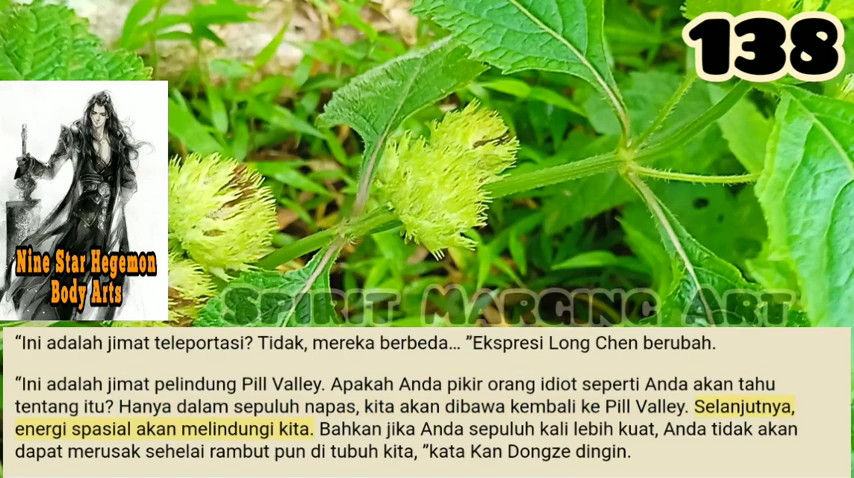 138
Nine Star Hegemon
Body Arts
SPIRIT MARGING ART
“Ini adalah jimat teleportasi? Tidak, mereka berbeda… ”Ekspresi Long Chen berubah.
“Ini adalah jimat pelindung Pill Valley. Apakah Anda pikir orang idiot seperti Anda akan tahu
tentang itu? Hanya dalam sepuluh napas, kita akan dibawa kembali ke Pill Valley. Selanjutnya,
energi spasial akan melindungi kita. Bahkan jika Anda sepuluh kali lebih kuat, Anda tidak akan
dapat merusak sehelai rambut pun di tubuh kita, ”kata Kan Dongze dingin.